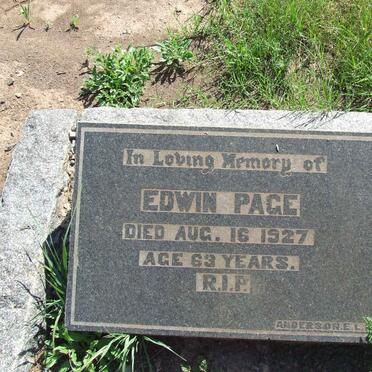 In Loving Memory of
EDWIN PAGE
DIED AUG. 16 1927
AGE 63 YEARS.
R.I.P.
ANDERSON. E.L.